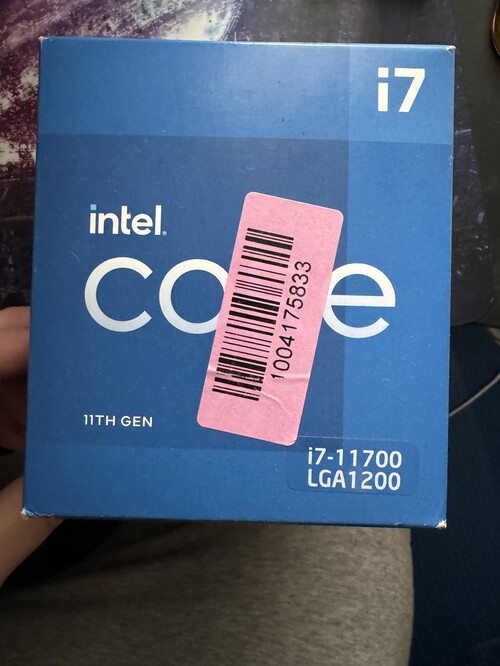 i7
intel.
core
11TH GEN
1004175833
i7-11700
LGA1200